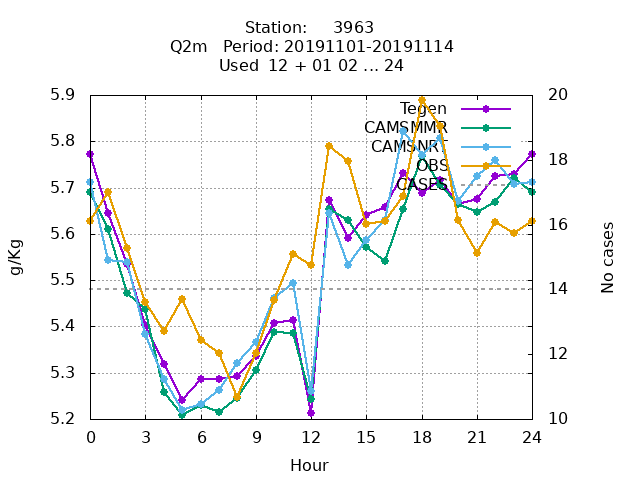 Station: 3963
Q2m Period: 20191101-20191114
Used 12 + 01 02 ... 24
5.9
5.8
5.7
5.6
5.5
5.4
5.3
5.2
20
18
16
14
12
10
g/Kg
No cases
Tegen
CAMSMMR
CAMSNRT
OBS
CASES
0 3 6 9 12 15 18 21 24
Hour